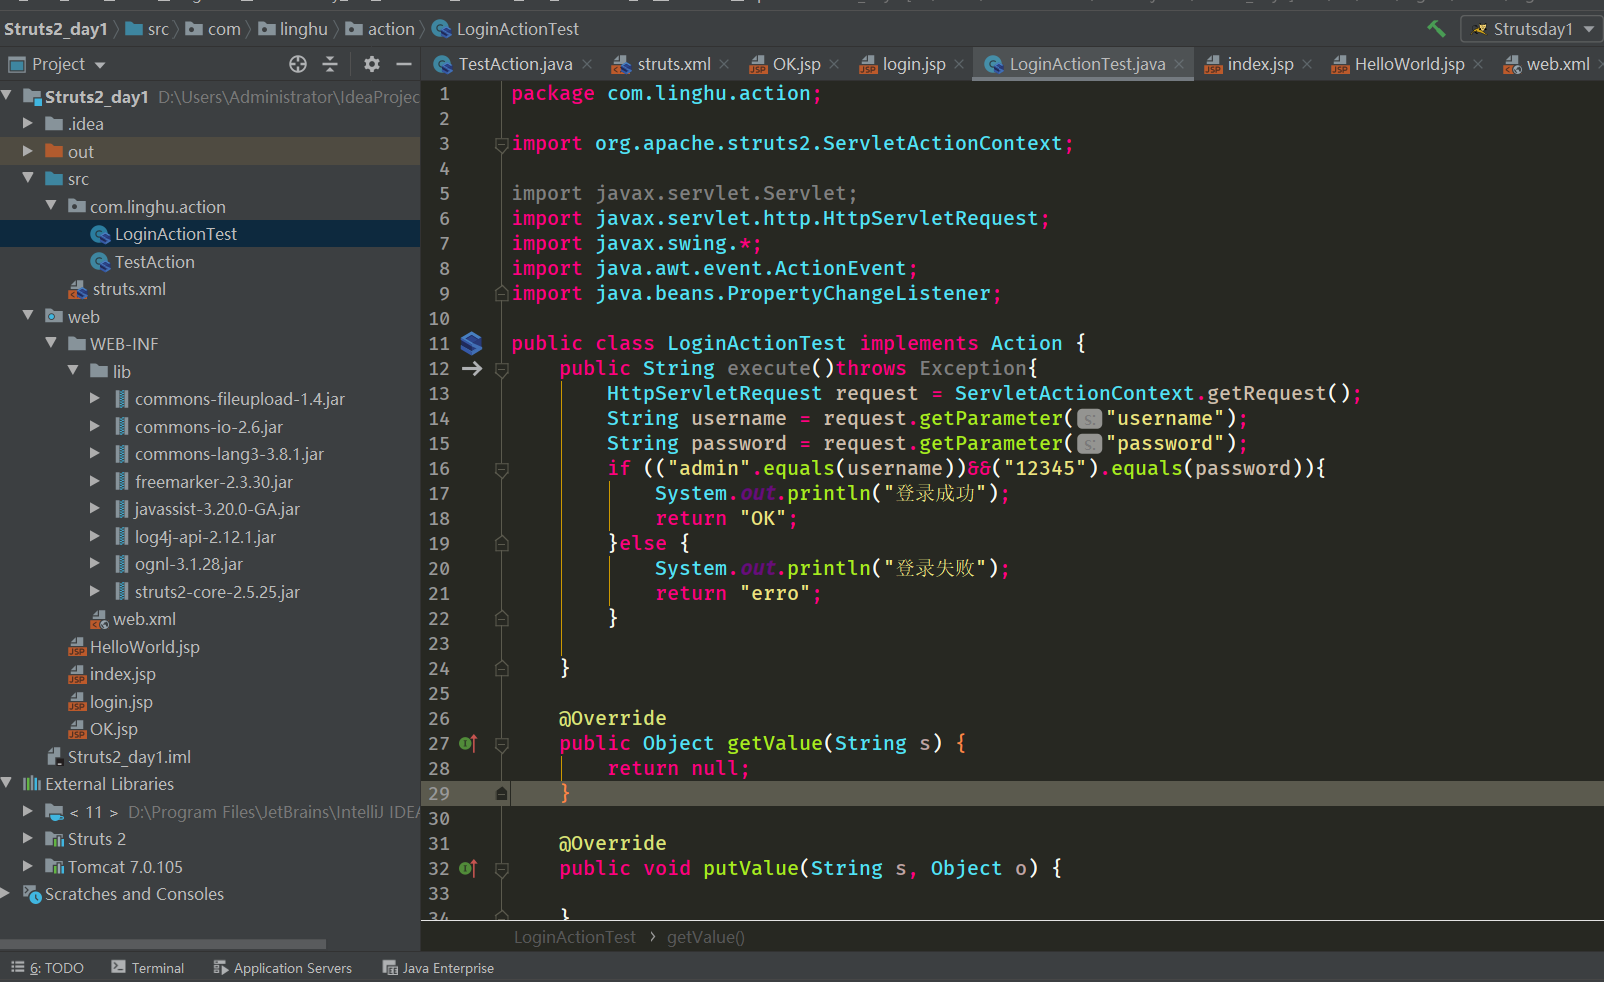 Struts2_day1 src com linghu action LoginActionTest Strutsday1
Project TestAction.java struts.xml OK.jsp login.jsp LoginActionTest.java index.jsp HelloWorld.jsp web.xml
Struts2_day1 D:\Users\Administrator\IdeaProjec
.idea
out
src
com.linghu.action
LoginActionTest
TestAction
struts.xml
web
WEB-INF
lib
commons-fileupload-1.4.jar
commons-io-2.6.jar
commons-lang3-3.8.1.jar
freemarker-2.3.30.jar
javassist-3.20.0-GA.jar
log4j-api-2.12.1.jar
ognl-3.1.28.jar
struts2-core-2.5.25.jar
web.xml
HelloWorld.jsp
index.jsp
login.jsp
OK.jsp
Struts2_day1.iml
External Libraries
< 11 > D:\Program Files\JetBrains\IntelliJ IDEA
Struts 2
Tomcat 7.0.105
Scratches and Consoles
1 package com.linghu.action;
2
3 import org.apache.struts2.ServletActionContext;
4
5 import javax.servlet.Servlet;
6 import javax.servlet.http.HttpServletRequest;
7 import javax.swing.*;
8 import java.awt.event.ActionEvent;
9 import java.beans.PropertyChangeListener;
10
11 public class LoginActionTest implements Action {
12 public String execute()throws Exception{
13 HttpServletRequest request = ServletActionContext.getRequest();
14 String username = request.getParameter( s: "username");
15 String password = request.getParameter( s: "password");
16 if (("admin".equals(username))&&("12345").equals(password)){
17 System.out.println("登录成功");
18 return "OK";
19 }else {
20 System.out.println("登录失败");
21 return "erro";
22 }
23
24 }
25
26 @Override
27 public Object getValue(String s) {
28 return null;
29 }
30
31 @Override
32 public void putValue(String s, Object o) {
33
34 }
LoginActionTest > getValue()
6: TODO Terminal Application Servers Java Enterprise